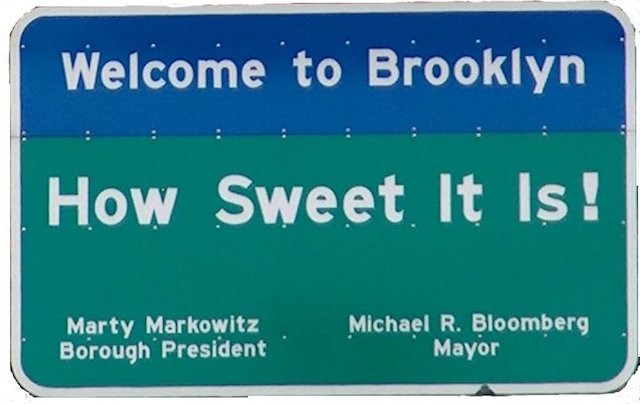 Welcome to Brooklyn
How Sweet It Is!
Marty Markowitz
Borough President
Michael R. Bloomberg
Mayor